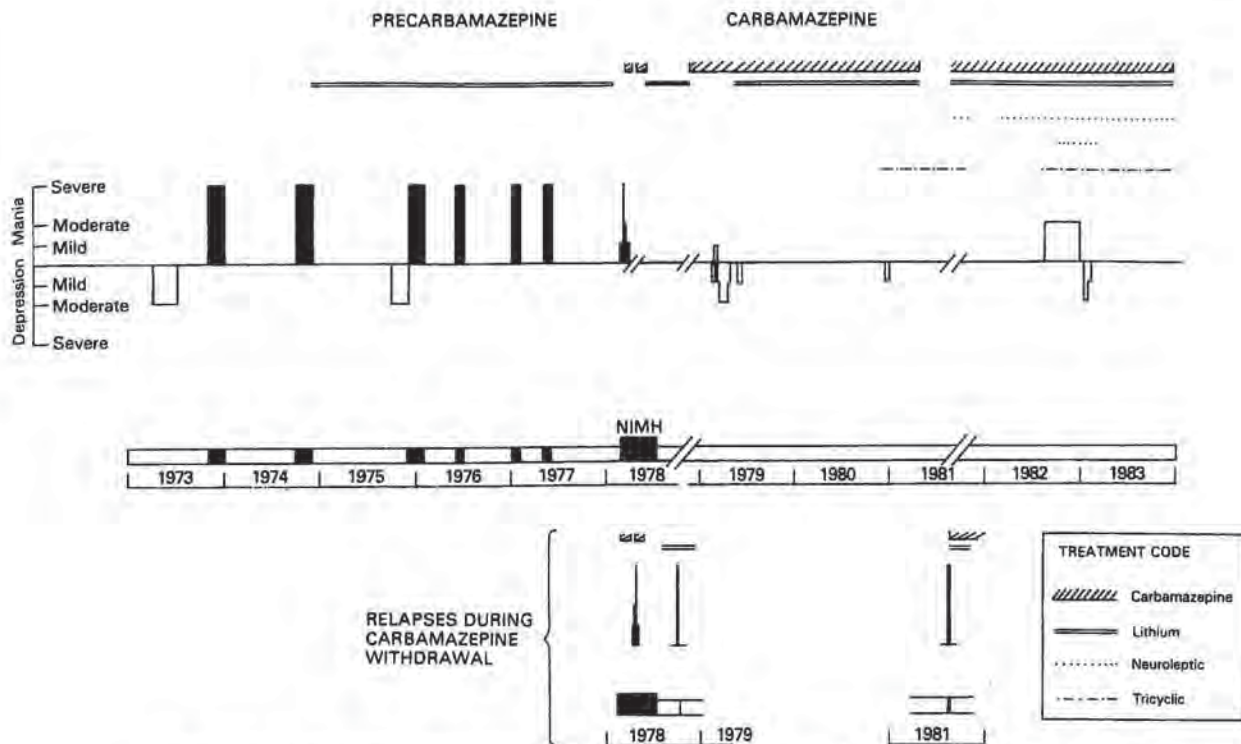 PRECARBAMAZEPINE
CARBAMAZEPINE
Mania
Severe
Moderate
Mild
Depression
Mild
Moderate
Severe
NIMH
1973 1974 1975 1976 1977 1978 1979 1980 1981 1982 1983
RELAPSES DURING
CARBAMAZEPINE
WITHDRAWAL
1978 1979 1981
TREATMENT CODE
Carbamazepine
Lithium
Neuroleptic
Tricyclic